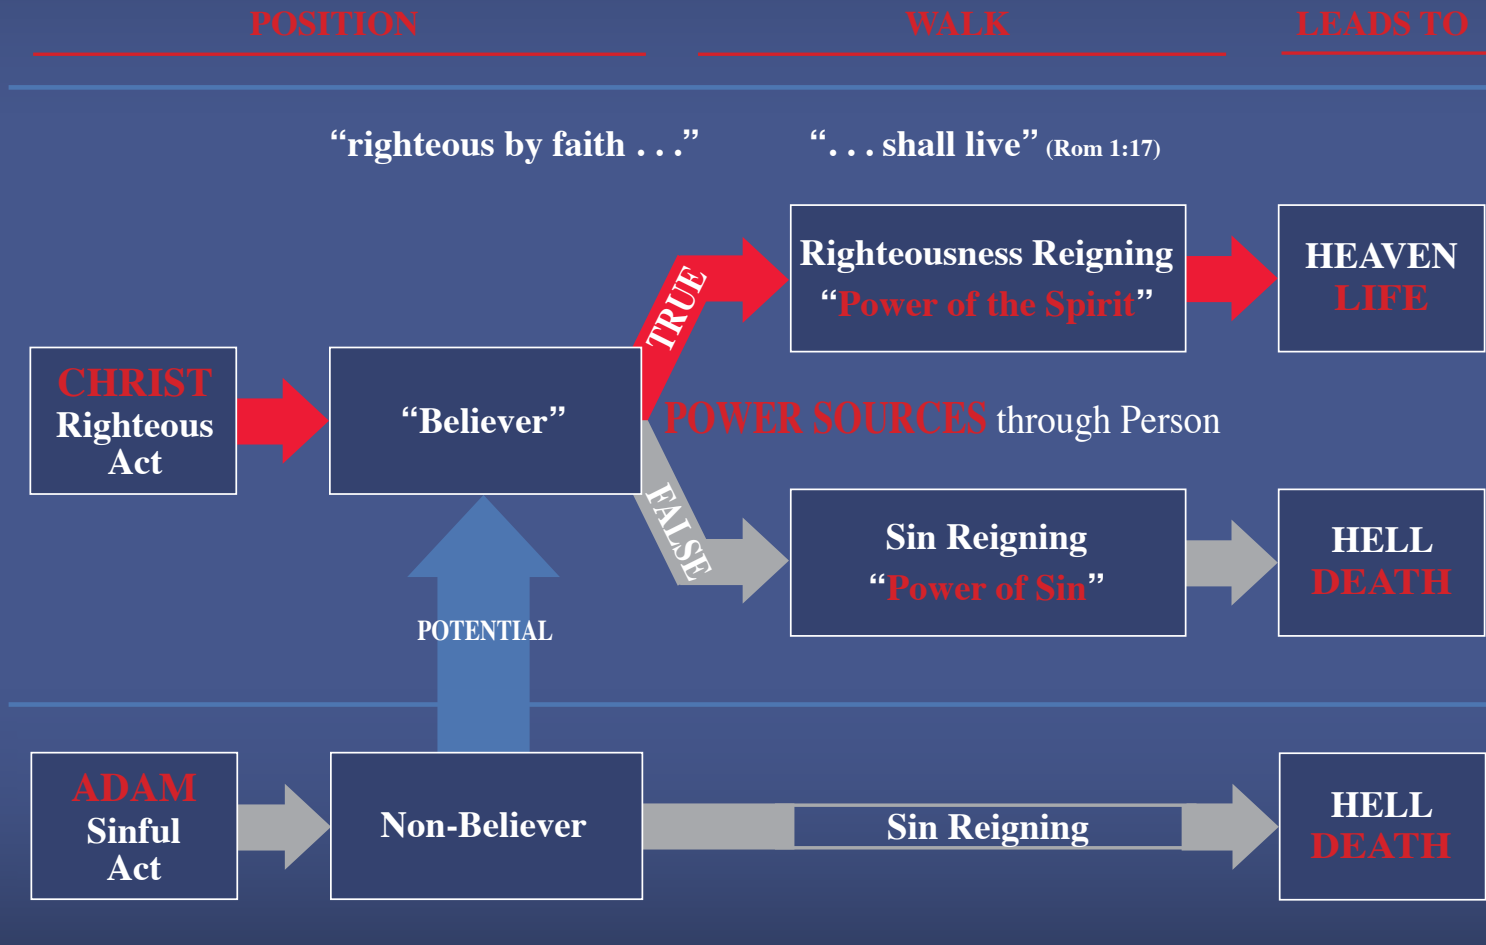 POSITION
WALK
LEADS TO
“righteous by faith . . .”
“. . . shall live” (Rom 1:17)
CHRIST
Righteous
Act
“Believer”
TRUE
Righteousness Reigning
“Power of the Spirit”
HEAVEN
LIFE
POWER SOURCES through Person
FALSE
Sin Reigning
“Power of Sin”
HELL
DEATH
POTENTIAL
ADAM
Sinful
Act
Non-Believer
Sin Reigning
HELL
DEATH